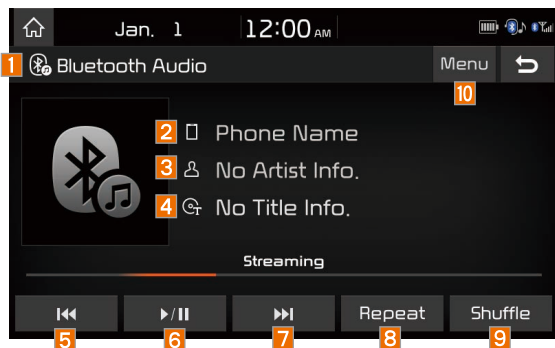 Jan. 1 12:00 AM
1 Bluetooth Audio Menu
10
2 Phone Name
3 No Artist Info.
4 No Title Info.
Streaming
Repeat Shuffle
5 6 7 8 9